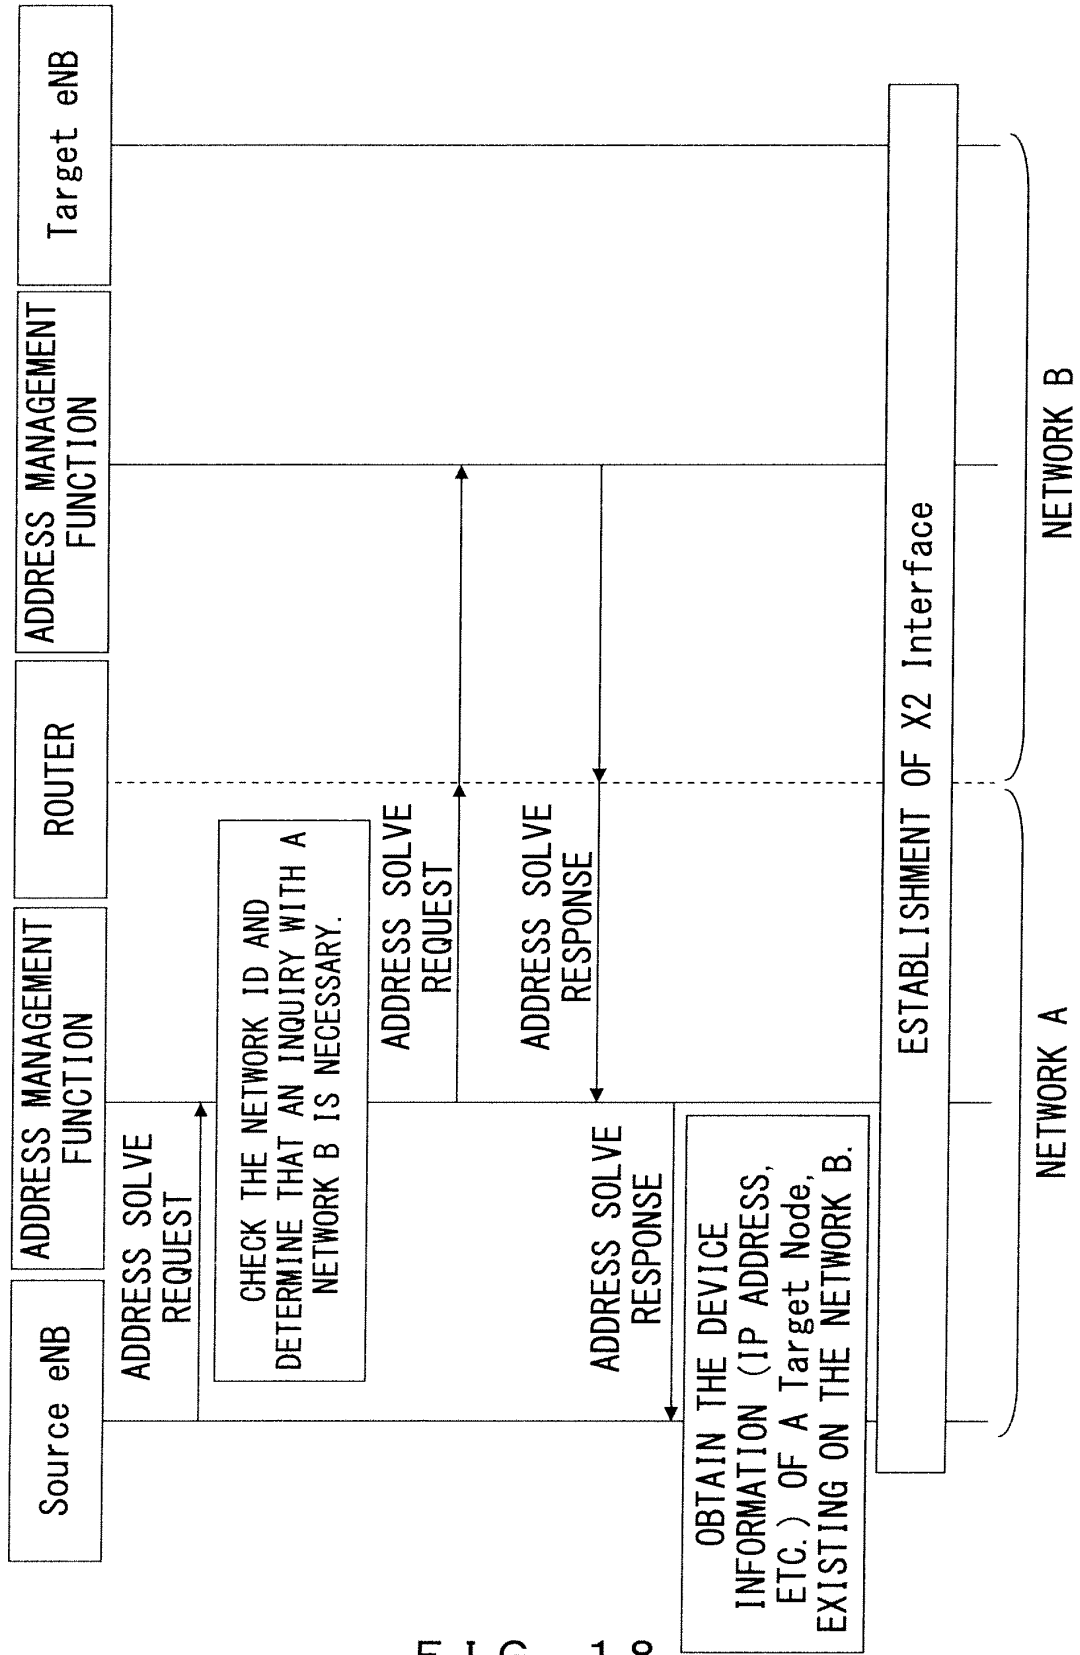 Source eNB
ADDRESS MANAGEMENT
FUNCTION
ROUTER
ADDRESS MANAGEMENT
FUNCTION
Target eNB
ADDRESS SOLVE
REQUEST
CHECK THE NETWORK ID AND
DETERMINE THAT AN INQUIRY WITH A
NETWORK B IS NECESSARY.
ADDRESS SOLVE
REQUEST
ADDRESS SOLVE
RESPONSE
ADDRESS SOLVE
RESPONSE
OBTAIN THE DEVICE
INFORMATION (IP ADDRESS,
ETC.) OF A Target Node,
EXISTING ON THE NETWORK B.
ESTABLISHMENT OF X2 Interface
NETWORK A
NETWORK B
FIG. 18